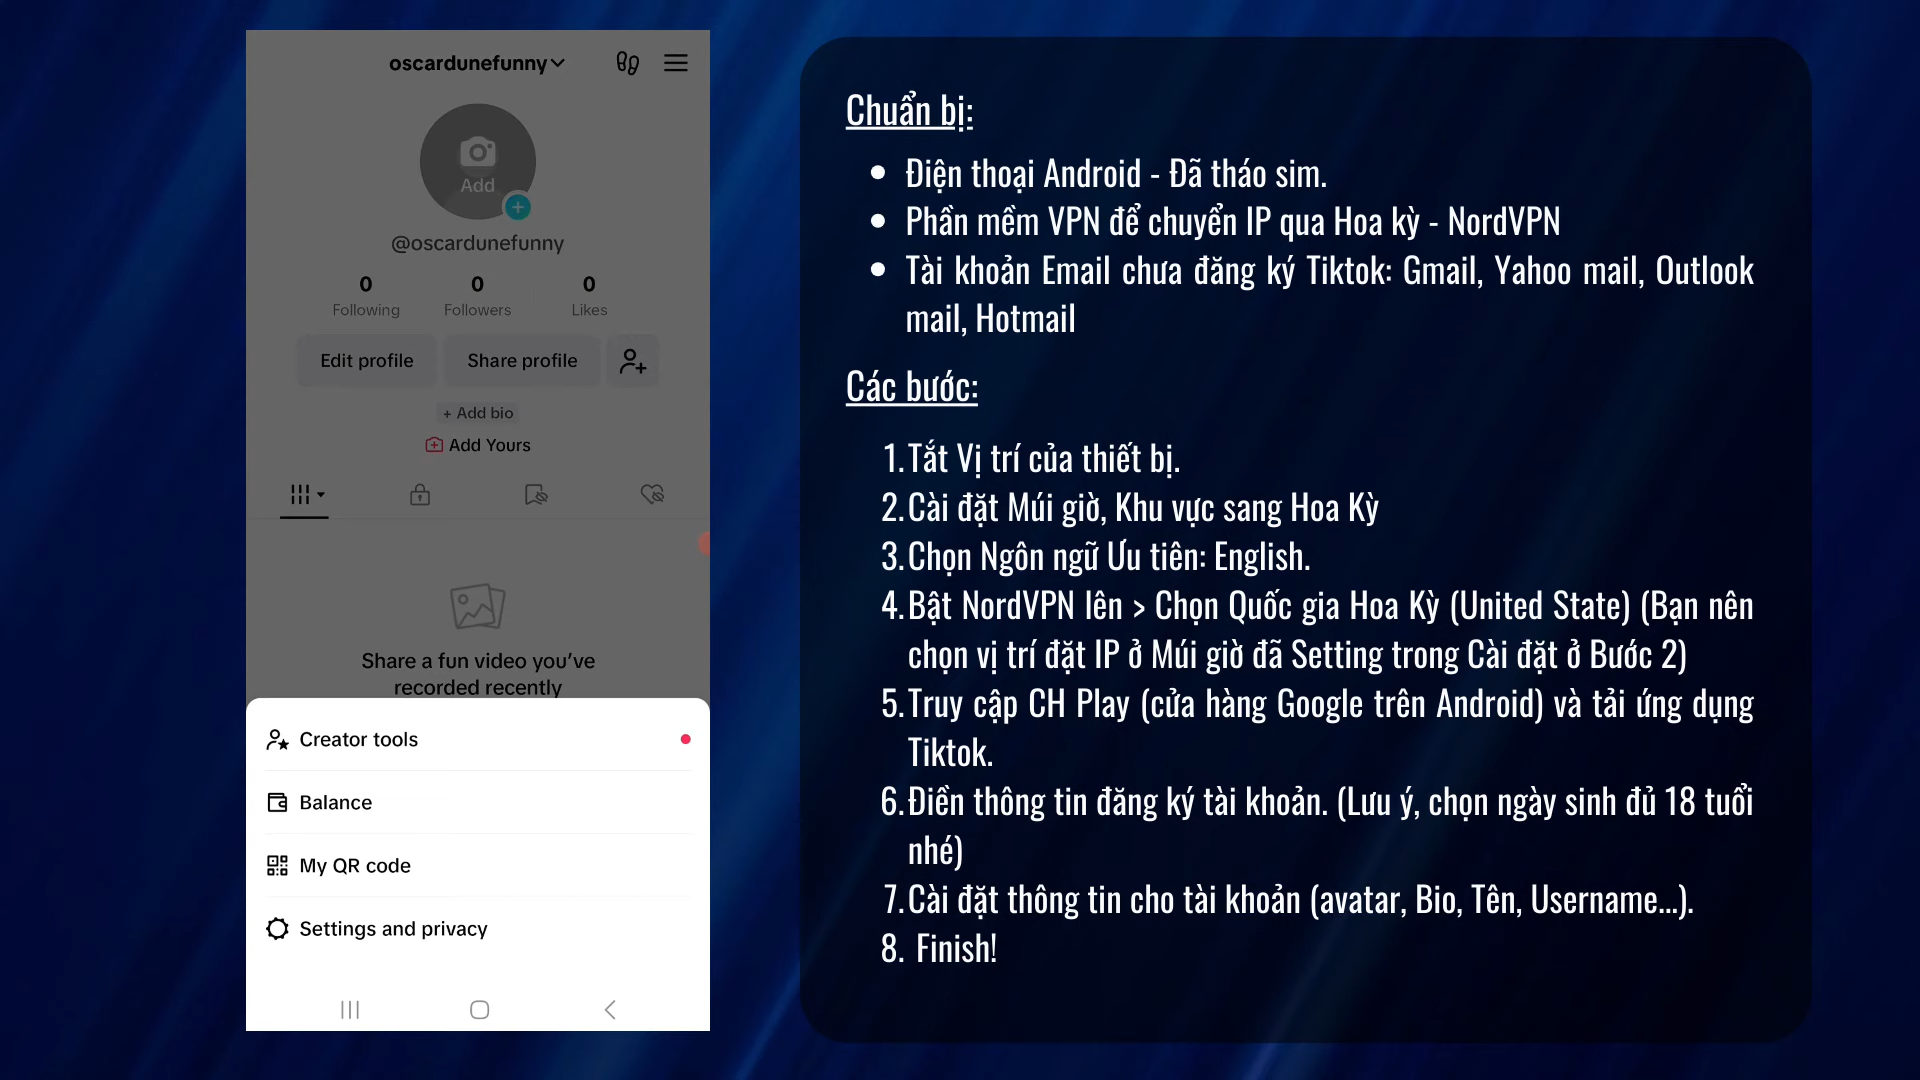 oscardunefunny
Add
@oscardunefunny
0 0 0
Following Followers Likes
Edit profile Share profile
+ Add bio
Add Yours
Share a fun video you’ve
recorded recently
Creator tools
Balance
My QR code
Settings and privacy
Chuẩn bị:
• Điện thoại Android - Đã tháo sim.
• Phần mềm VPN để chuyển IP qua Hoa kỳ - NordVPN
• Tài khoản Email chưa đăng ký Tiktok: Gmail, Yahoo mail, Outlook
mail, Hotmail
Các bước:
1. Tắt Vị trí của thiết bị.
2. Cài đặt Múi giờ, Khu vực sang Hoa Kỳ
3. Chọn Ngôn ngữ Ưu tiên: English.
4. Bật NordVPN lên > Chọn Quốc gia Hoa Kỳ (United State) (Bạn nên
chọn vị trí đặt IP ở Múi giờ đã Setting trong Cài đặt ở Bước 2)
5. Truy cập CH Play (cửa hàng Google trên Android) và tải ứng dụng
Tiktok.
6. Điền thông tin đăng ký tài khoản. (Lưu ý, chọn ngày sinh đủ 18 tuổi
nhé)
7. Cài đặt thông tin cho tài khoản (avatar, Bio, Tên, Username...).
8. Finish!